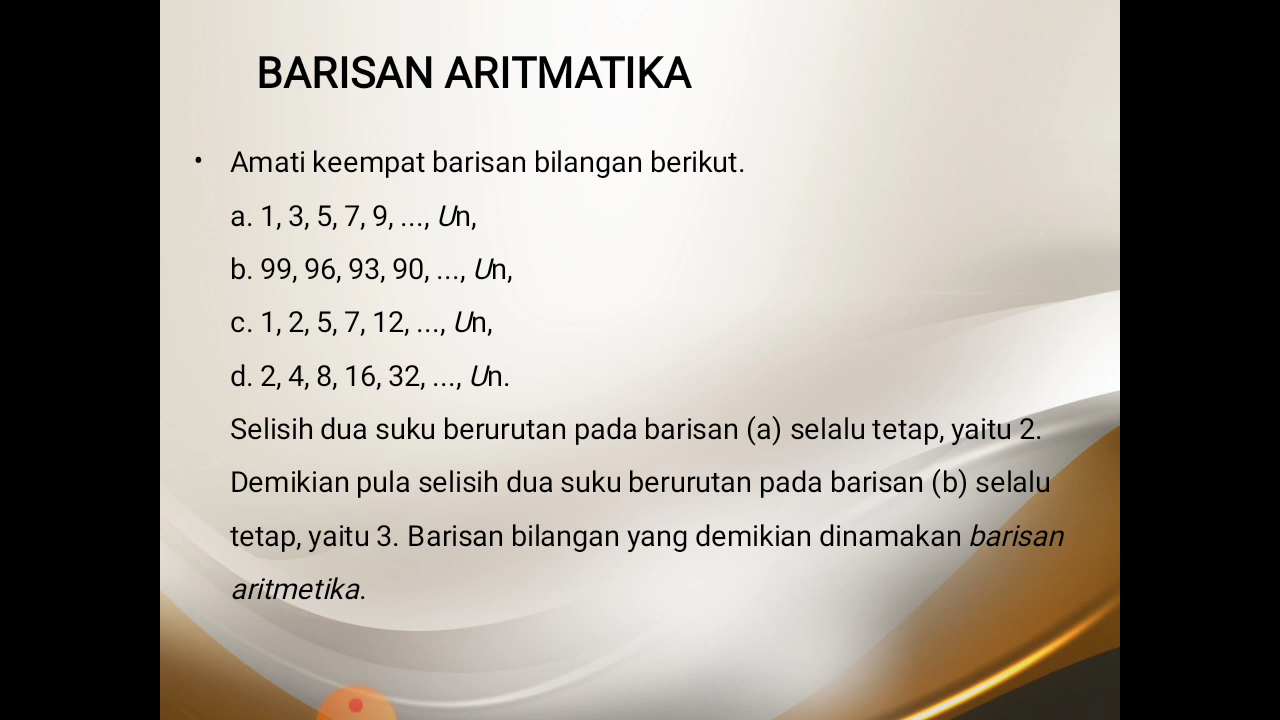 BARISAN ARITMATIKA
• Amati keempat barisan bilangan berikut.
a. 1, 3, 5, 7, 9, ..., Un,
b. 99, 96, 93, 90, ..., Un,
c. 1, 2, 5, 7, 12, ..., Un,
d. 2, 4, 8, 16, 32, ..., Un.
Selisih dua suku berurutan pada barisan (a) selalu tetap, yaitu 2.
Demikian pula selisih dua suku berurutan pada barisan (b) selalu
tetap, yaitu 3. Barisan bilangan yang demikian dinamakan barisan
aritmetika.